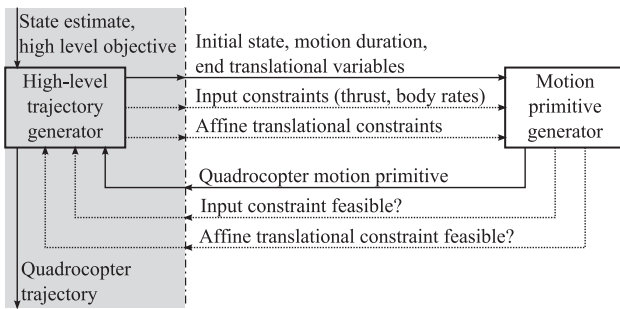 State estimate,
high level objective
Initial state, motion duration,
end translational variables
High-level
trajectory
generator
Input constraints (thrust, body rates)
Affine translational constraints
Motion
primitive
generator
Quadrocopter motion primitive
Input constraint feasible?
Affine translational constraint feasible?
Quadrocopter
trajectory